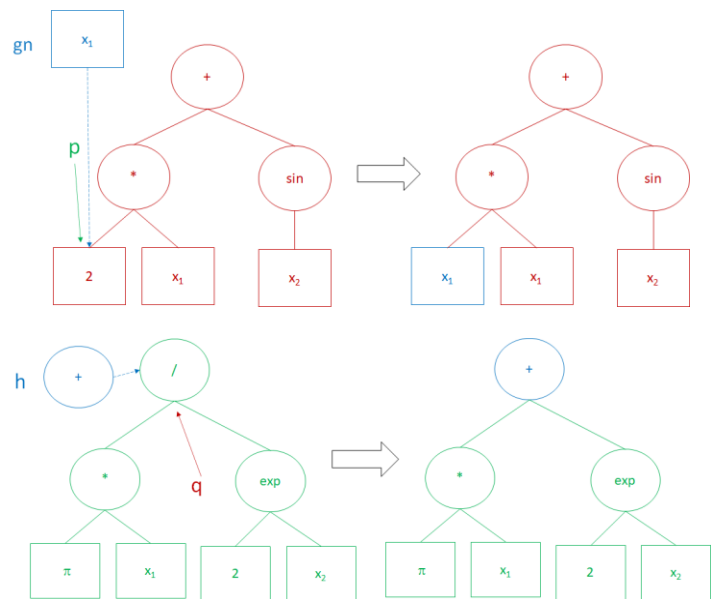 gn x₁
+ +
p
* sin * sin
2 x₁ x₂ x₁ x₁ x₂
h + / +
* q exp * exp
π x₁ 2 x₂ π x₁ 2 x₂